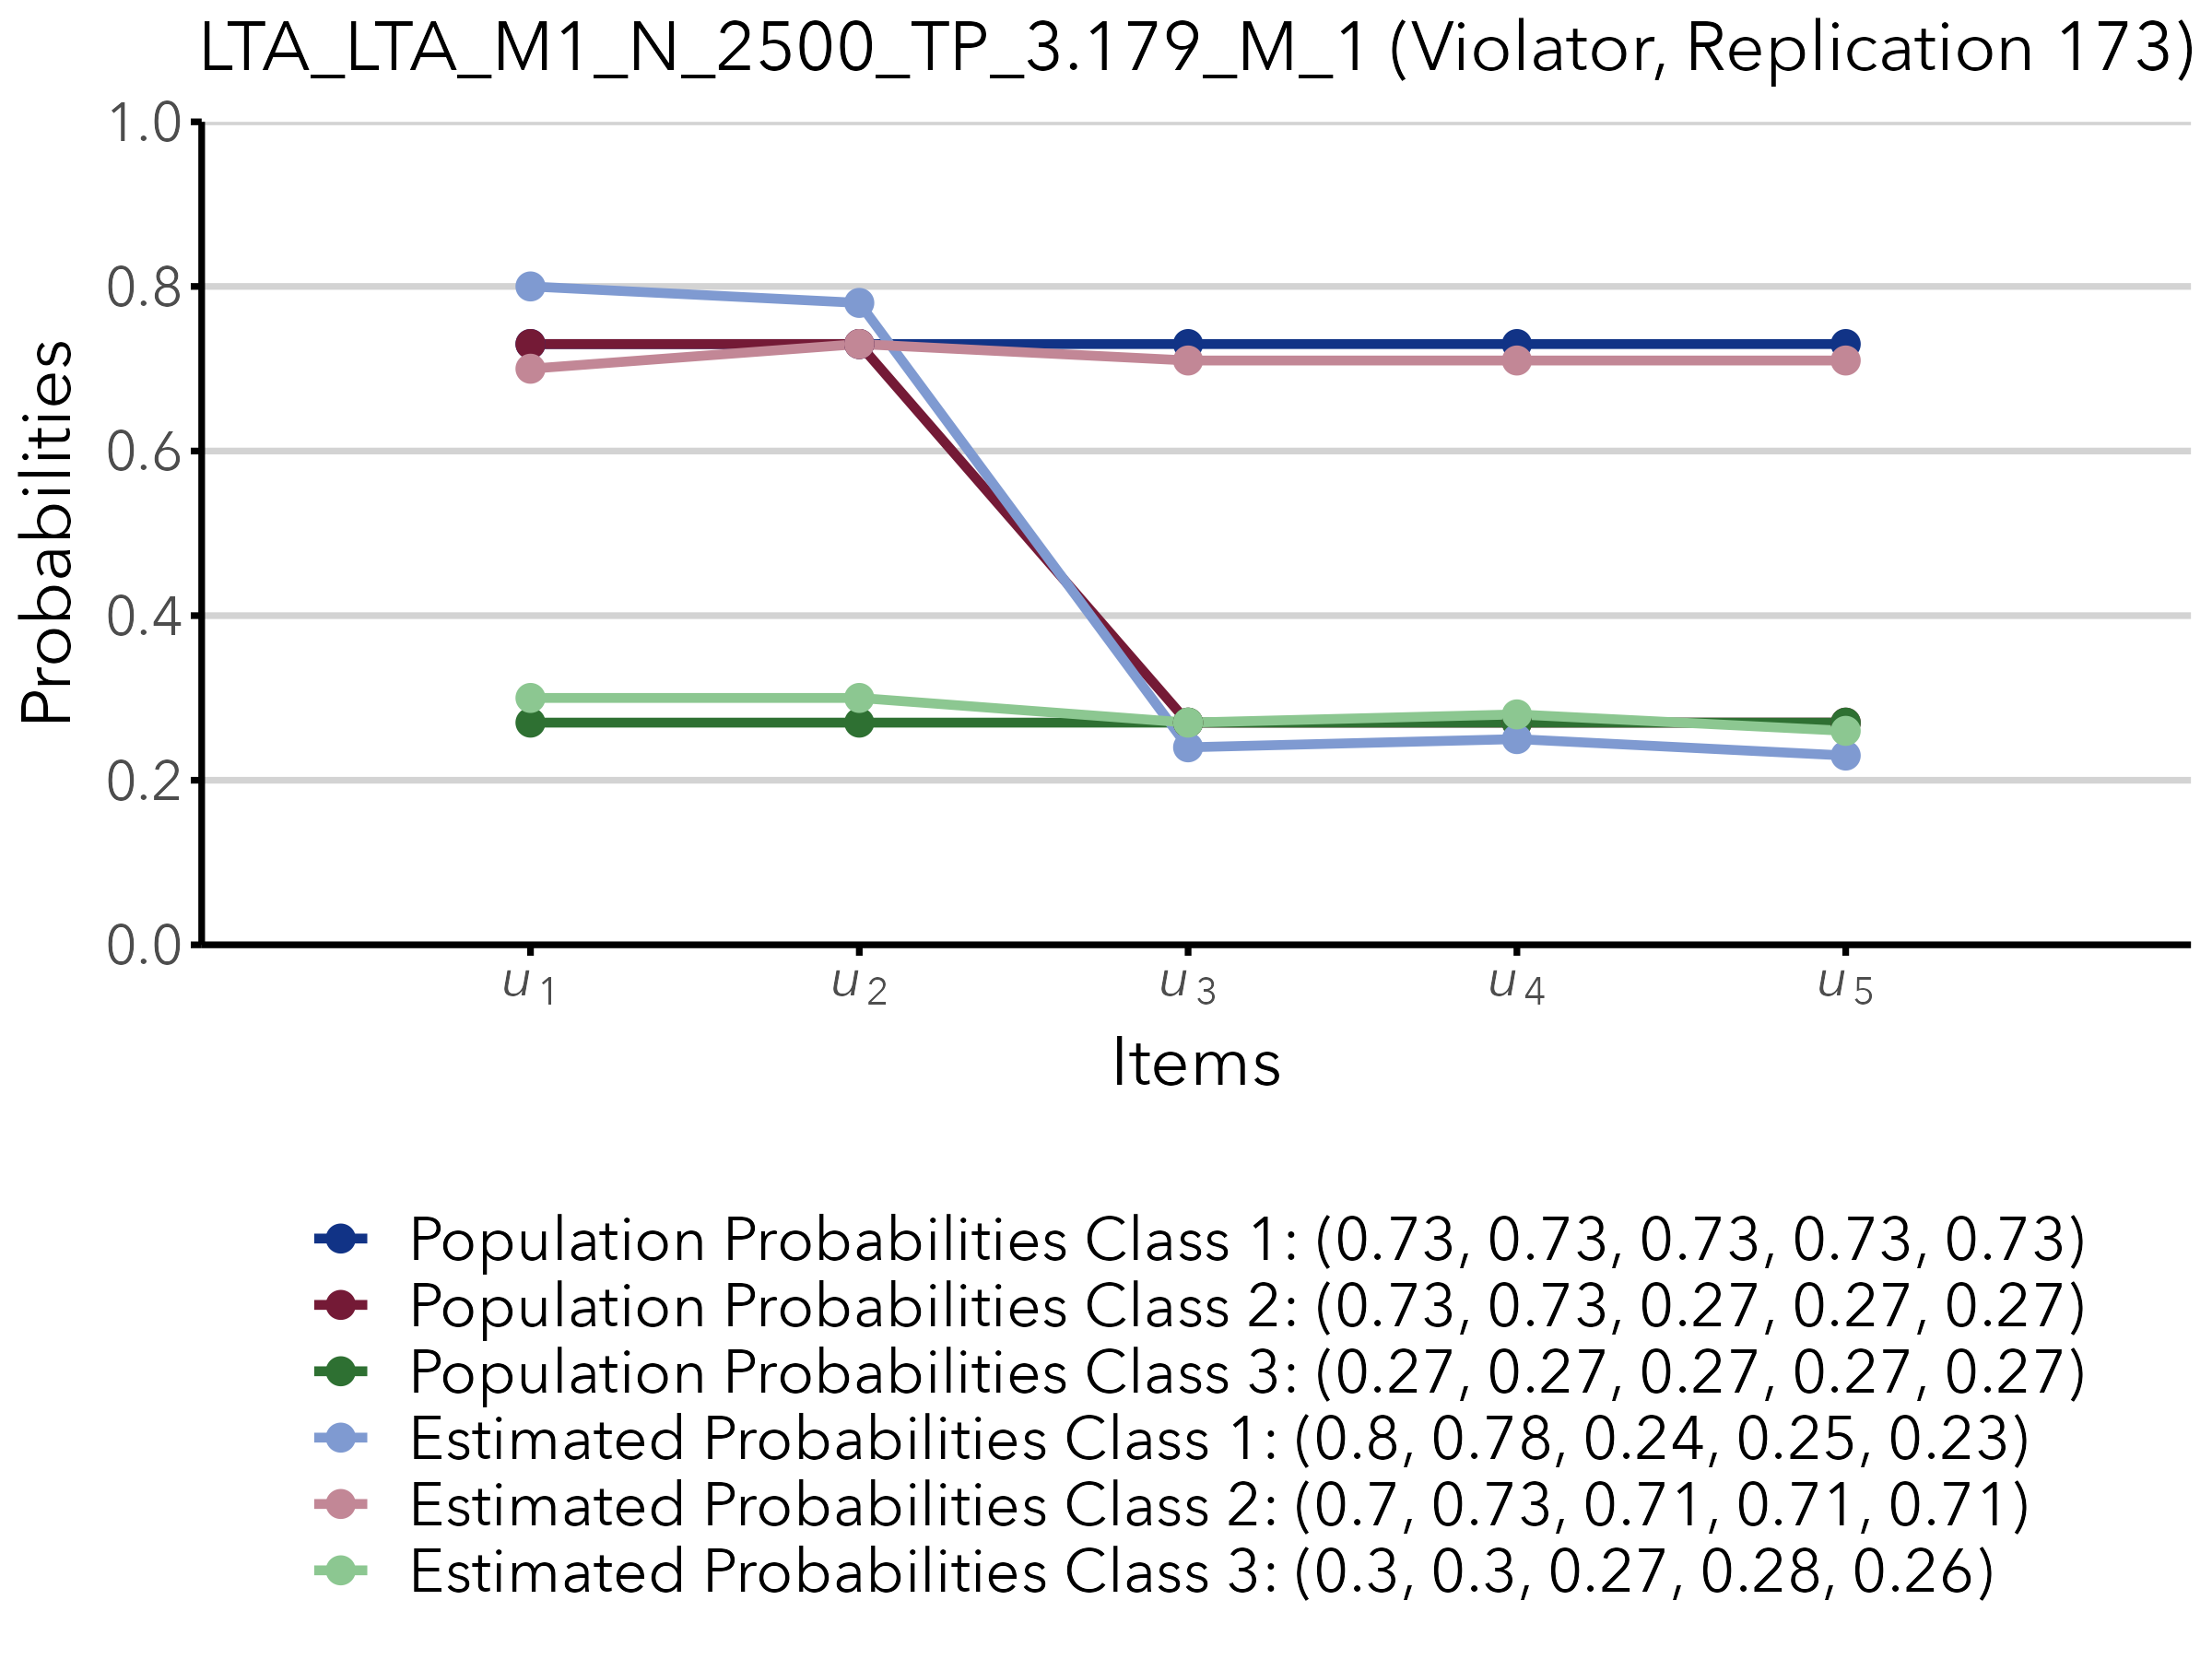 LTA_LTA_M1_N_2500_TP_3.179_M_1 (Violator, Replication 173)
1.0
0.8
0.6
0.4
0.2
0.0
Probabilities
u1 u2 u3 u4 u5
Items
Population Probabilities Class 1: (0.73, 0.73, 0.73, 0.73, 0.73)
Population Probabilities Class 2: (0.73, 0.73, 0.27, 0.27, 0.27)
Population Probabilities Class 3: (0.27, 0.27, 0.27, 0.27, 0.27)
Estimated Probabilities Class 1: (0.8, 0.78, 0.24, 0.25, 0.23)
Estimated Probabilities Class 2: (0.7, 0.73, 0.71, 0.71, 0.71)
Estimated Probabilities Class 3: (0.3, 0.3, 0.27, 0.28, 0.26)